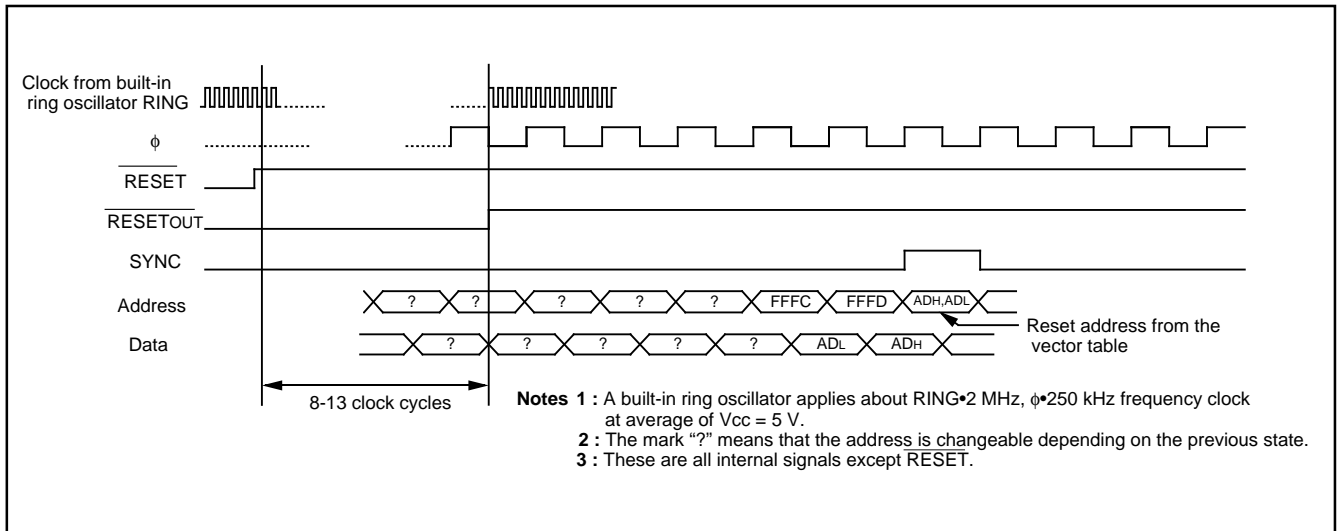 Clock from built-in
ring oscillator RING
ϕ
RESET
RESETOUT
SYNC
Address
? ? ? ? ? FFFC FFFD ADH,ADL
Reset address from the
vector table
Data
? ? ? ? ? ADL ADH
8-13 clock cycles
Notes 1 : A built-in ring oscillator applies about RING•2 MHz, ϕ•250 kHz frequency clock
at average of Vcc = 5 V.
2 : The mark “?” means that the address is changeable depending on the previous state.
3 : These are all internal signals except RESET.